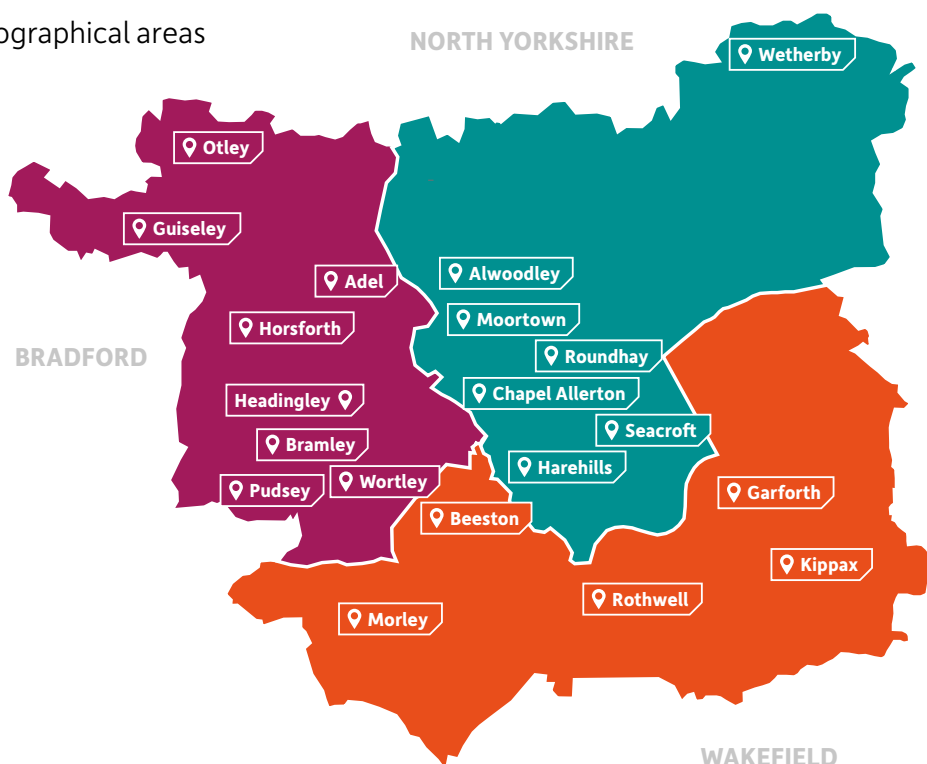 ographical areas
NORTH YORKSHIRE
Wetherby
Otley
Guiseley
Adel
Alwoodley
Horsforth
Moortown
BRADFORD
Roundhay
Headingley
Chapel Allerton
Bramley
Seacroft
Pudsey
Wortley
Harehills
Garforth
Beeston
Kippax
Rothwell
Morley
WAKEFIELD